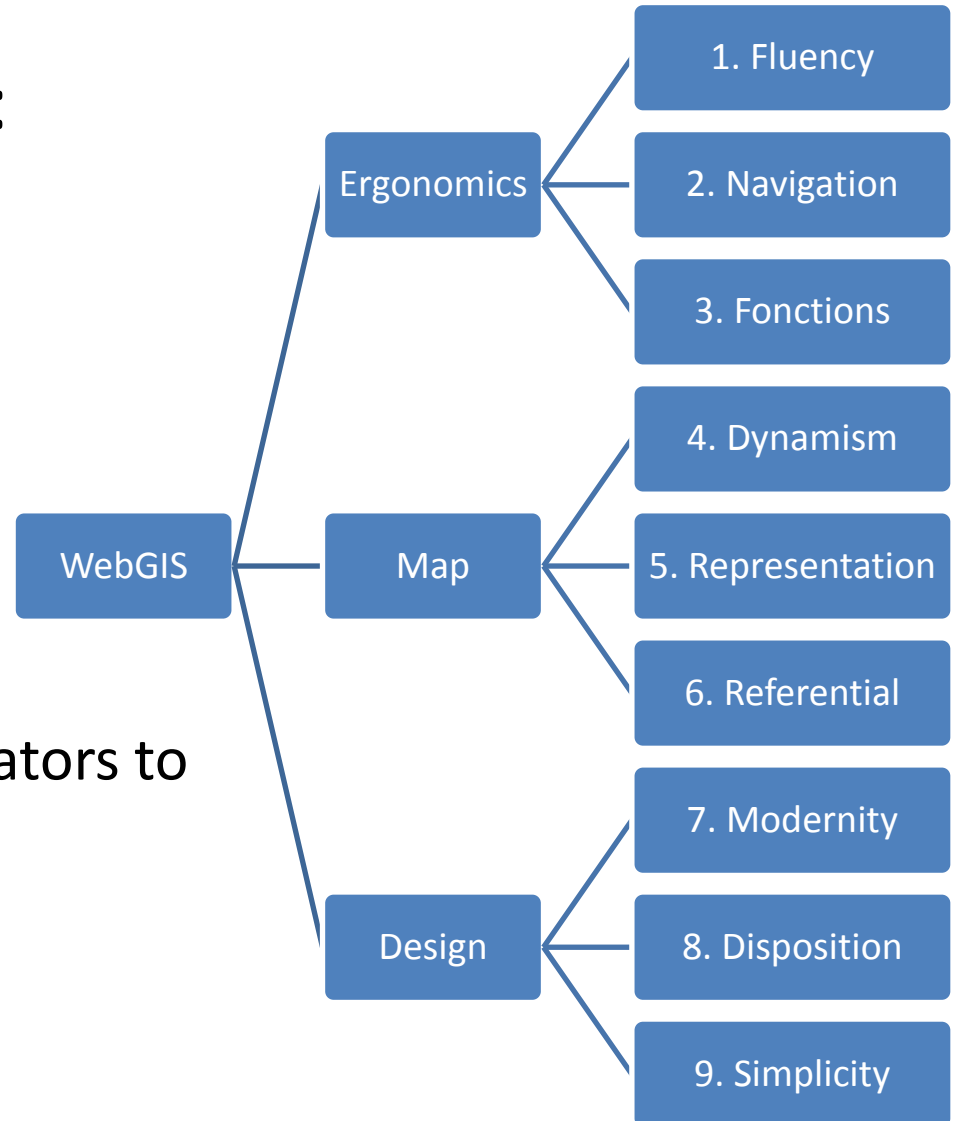 :
ators to
WebGIS
Ergonomics
1. Fluency
2. Navigation
3. Fonctions
Map
4. Dynamism
5. Representation
6. Referential
Design
7. Modernity
8. Disposition
9. Simplicity